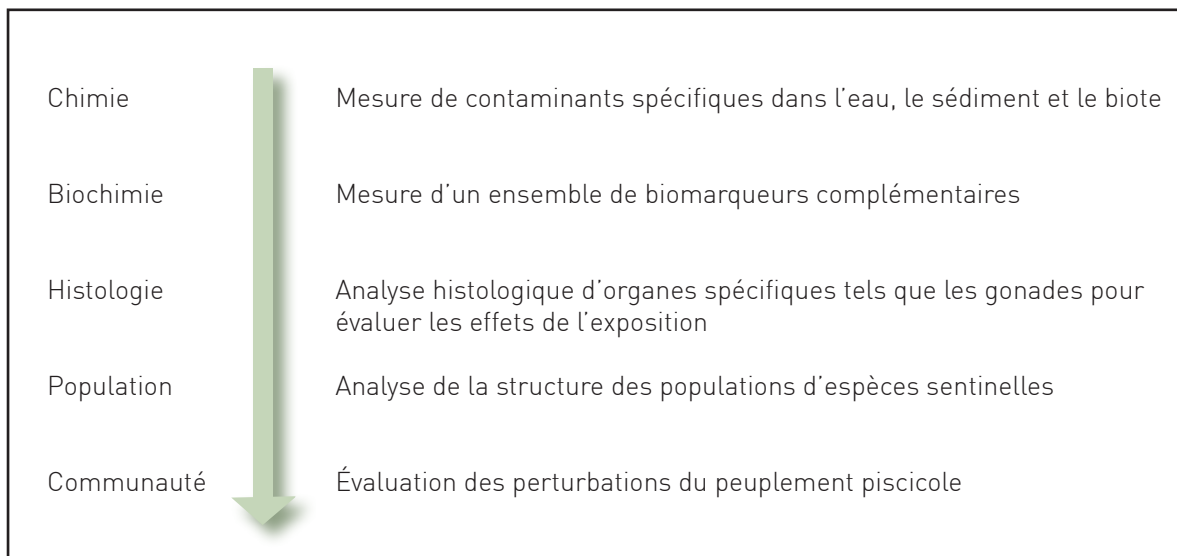 Chimie Mesure de contaminants spécifiques dans l'eau, le sédiment et le biote
Biochimie Mesure d'un ensemble de biomarqueurs complémentaires
Histologie Analyse histologique d'organes spécifiques tels que les gonades pour
évaluer les effets de l'exposition
Population Analyse de la structure des populations d'espèces sentinelles
Communauté Évaluation des perturbations du peuplement piscicole